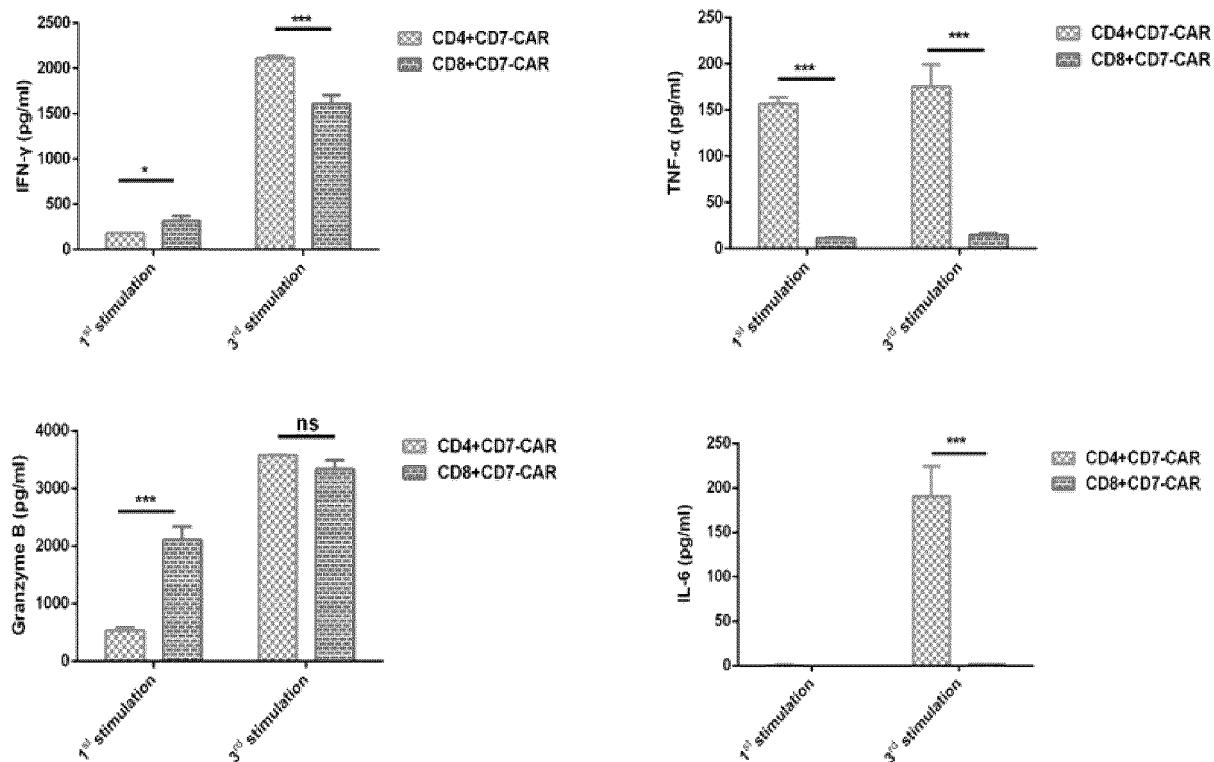 IFN-γ (pg/ml)
2500
2000
1500
1000
500
0
***
*
CD4+CD7-CAR
CD8+CD7-CAR
1st stimulation
3rd stimulation
TNF-α (pg/ml)
250
200
150
100
50
0
***
***
CD4+CD7-CAR
CD8+CD7-CAR
1st stimulation
3rd stimulation
Granzyme B (pg/ml)
4000
3000
2000
1000
0
***
ns
CD4+CD7-CAR
CD8+CD7-CAR
1st stimulation
3rd stimulation
IL-6 (pg/ml)
250
200
150
100
50
0
***
CD4+CD7-CAR
CD8+CD7-CAR
1st stimulation
3rd stimulation